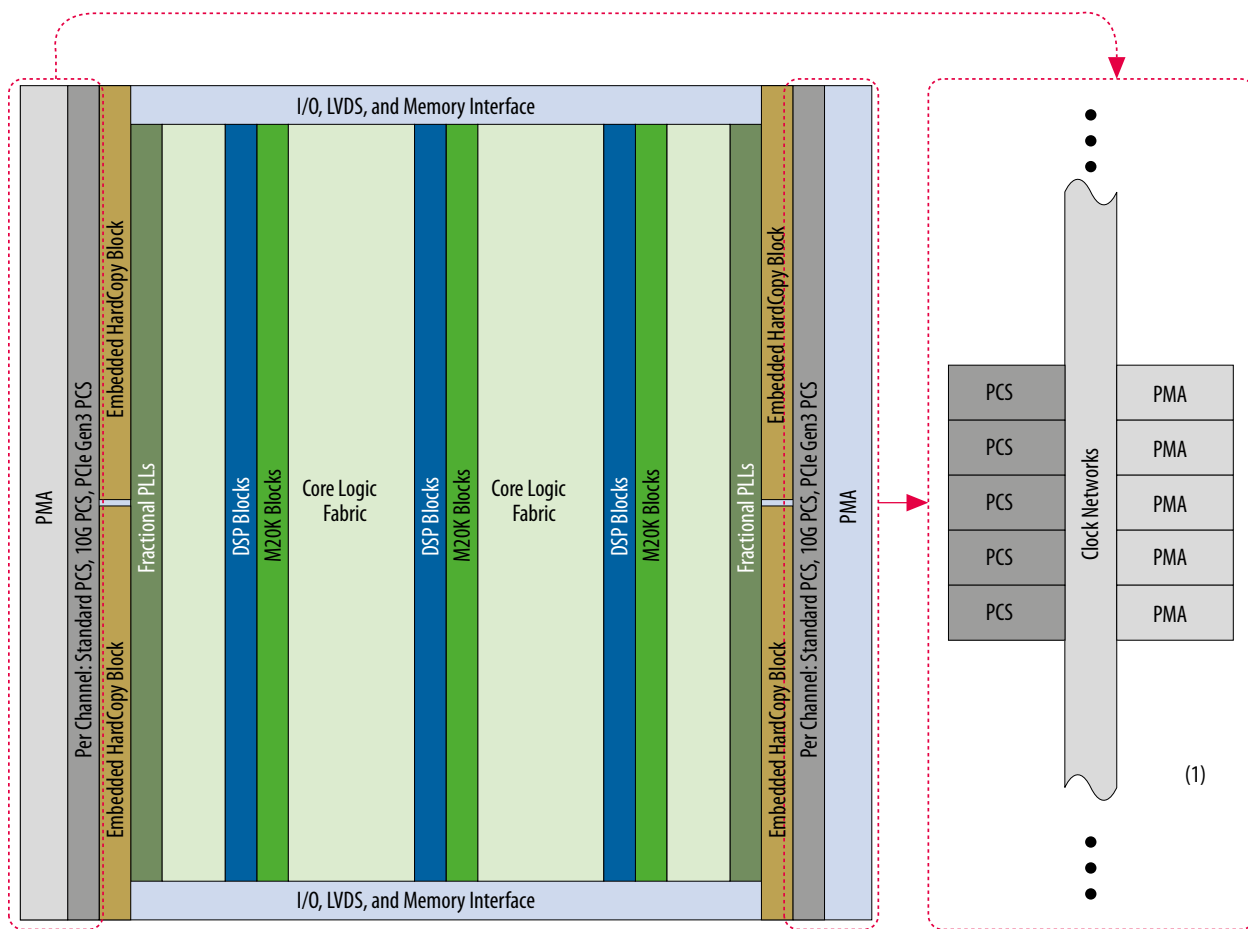 I/O, LVDS, and Memory Interface
PMA
Per Channel: Standard PCS, 10G PCS, PCIe Gen3 PCS
Embedded HardCopy Block
Embedded HardCopy Block
Fractional PLLs
DSP Blocks
M20K Blocks
Core Logic
Fabric
DSP Blocks
M20K Blocks
Core Logic
Fabric
DSP Blocks
M20K Blocks
Fractional PLLs
Embedded HardCopy Block
Embedded HardCopy Block
Per Channel: Standard PCS, 10G PCS, PCIe Gen3 PCS
PMA
I/O, LVDS, and Memory Interface
PCS
PCS
PCS
PCS
PCS
Clock Networks
PMA
PMA
PMA
PMA
PMA
(1)